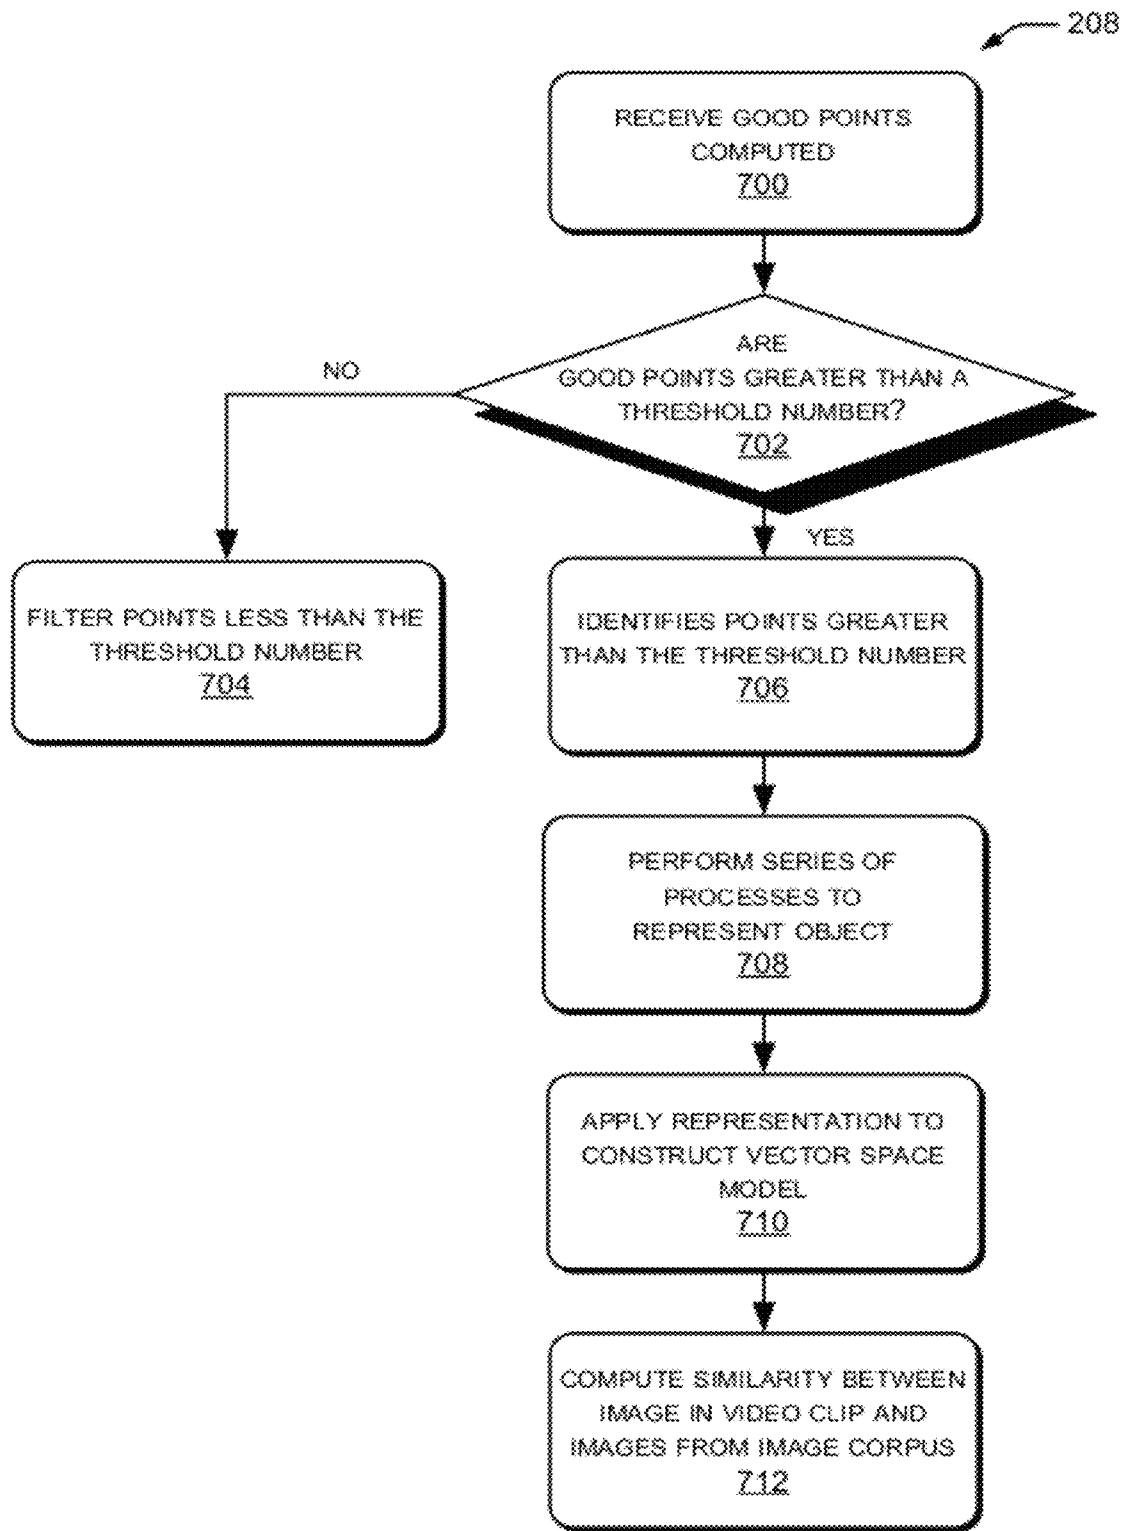 208
RECEIVE GOOD POINTS
COMPUTED
700
ARE
GOOD POINTS GREATER THAN A
THRESHOLD NUMBER?
702
NO
YES
FILTER POINTS LESS THAN THE
THRESHOLD NUMBER
704
IDENTIFIES POINTS GREATER
THAN THE THRESHOLD NUMBER
706
PERFORM SERIES OF
PROCESSES TO
REPRESENT OBJECT
708
APPLY REPRESENTATION TO
CONSTRUCT VECTOR SPACE
MODEL
710
COMPUTE SIMILARITY BETWEEN
IMAGE IN VIDEO CLIP AND
IMAGES FROM IMAGE CORPUS
712